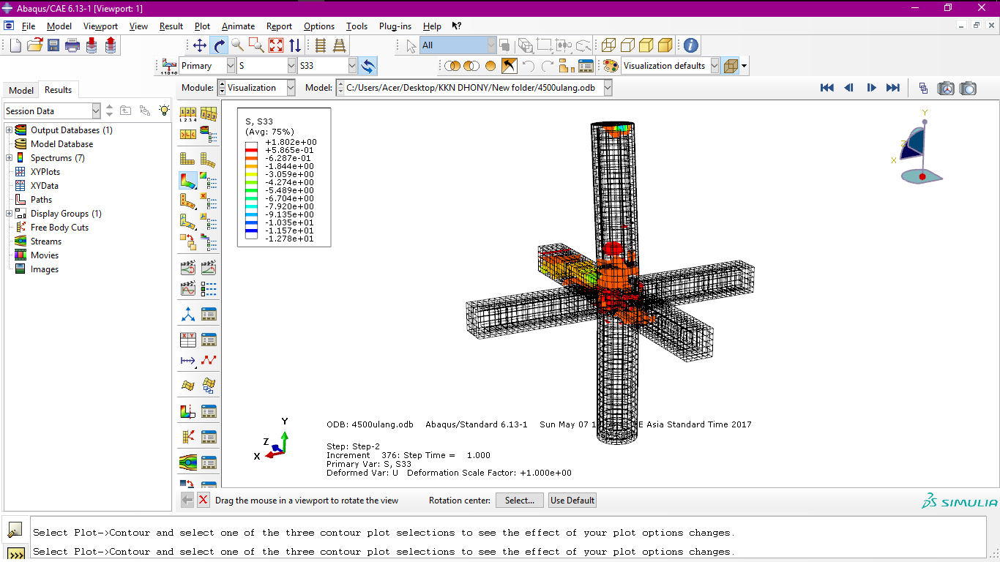 Abaqus/CAE 6.13-1 [Viewport: 1]
File Model Viewport View Result Plot Animate Report Options Tools Plug-ins Help
All
Primary S S33 Visualization defaults
Model Results
Module: Visualization Model: C:/Users/Acer/Desktop/KKN DHONY/New folder/4500ulang.odb
Session Data
Output Databases (1)
Model Database
Spectrums (7)
XYPlots
XYData
Paths
Display Groups (1)
Free Body Cuts
Streams
Movies
Images
S, S33
(Avg: 75%)
+1.802e+00
+5.865e-01
-6.287e-01
-1.844e+00
-3.059e+00
-4.274e+00
-5.489e+00
-6.704e+00
-7.920e+00
-9.135e+00
-1.035e+01
-1.157e+01
-1.278e+01
Y
Z
X
Y
Z
X
ODB: 4500ulang.odb Abaqus/Standard 6.13-1 Sun May 07 Asia Standard Time 2017
Step: Step-2
Increment 376: Step Time = 1.000
Primary Var: S, S33
Deformed Var: U Deformation Scale Factor: +1.000e+00
Drag the mouse in a viewport to rotate the view Rotation center: Select... Use Default
SIMULIA
Select Plot->Contour and select one of the three contour plot selections to see the effect of your plot options changes.
Select Plot->Contour and select one of the three contour plot selections to see the effect of your plot options changes.